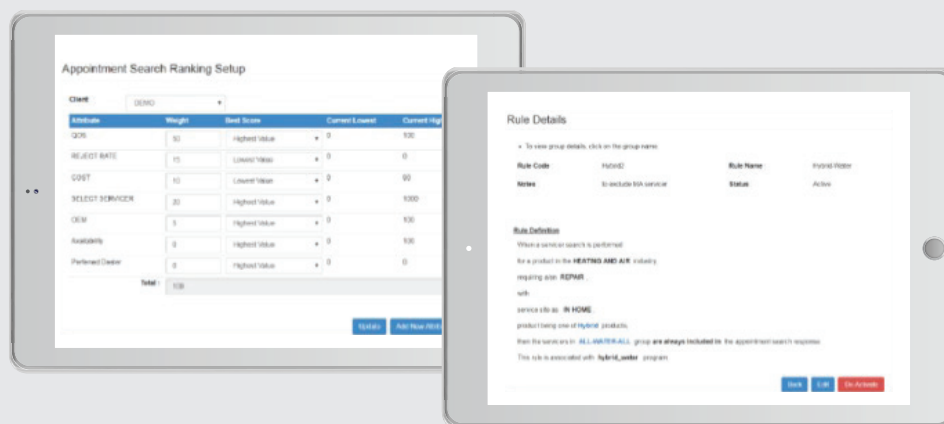 Appointment Search Ranking Setup
Client DEMO
Attribute Weight Best Score Current Lowest Current High
QOS 50 Highest Value 0 100
REJECT RATE 15 Lowest Value 0 0
COST 10 Lowest Value 0
SELECT SERVICER 20 Highest Value 0 1000
OEM 5 Highest Value 0 100
Availability 0 Highest Value 0 100
Preferred Dealer Highest Value 0 0
Total : 100
Update Add New
Rule Details
• To view group details, click on the group name.
Rule Code Hybrid2 Rule Name Hybrid-Water
Notes to exclude MA servicer Status Active
Rule Definition
When a servicer search is performed
for a product in the HEATING AND AIR industry
requiring a/an REPAIR ,
with
service site as IN HOME ,
product being one of Hybrid products,
then the servicers in ALL-WATER-ALL group are always included in the appointment search response.
This rule is associated with hybrid_water program
Back Edit De-Activate